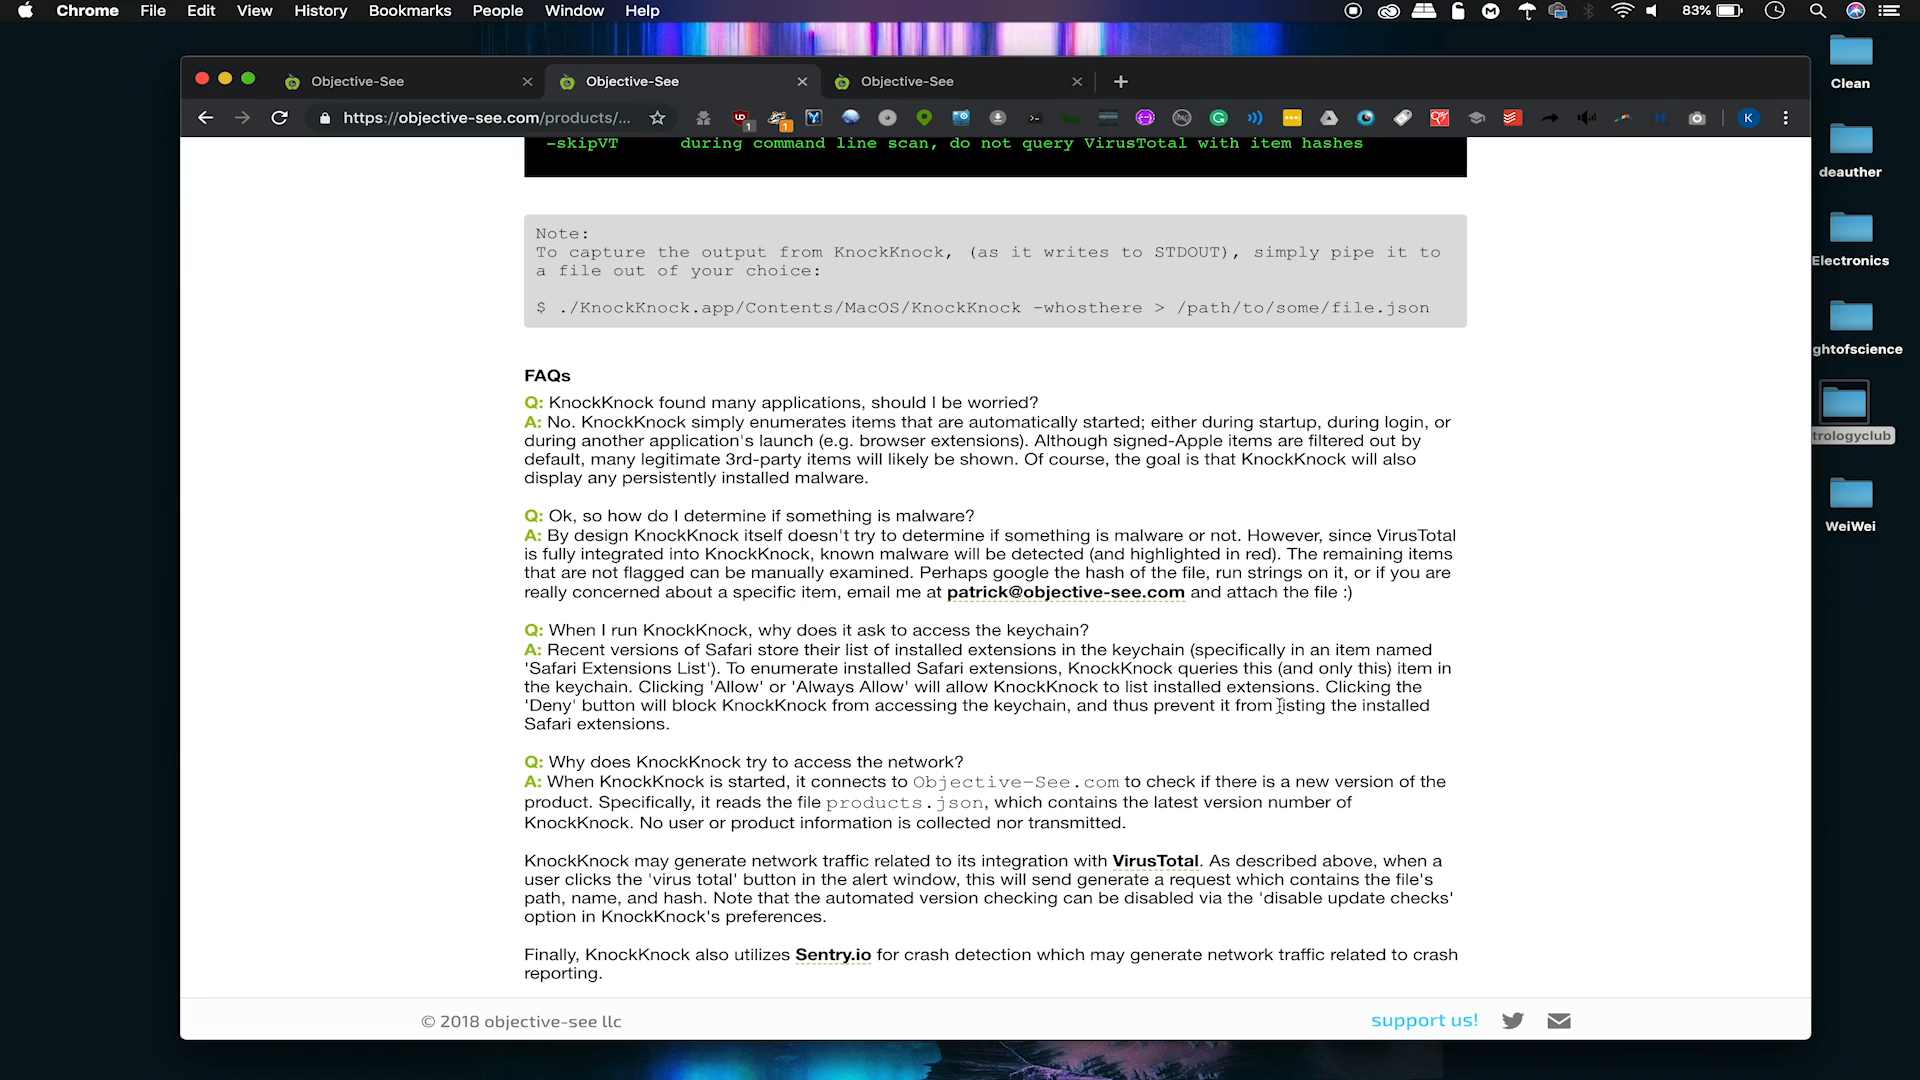 Chrome File Edit View History Bookmarks People Window Help 83%
Objective-See Objective-See Objective-See
https://objective-see.com/products/...
-skipVT during command line scan, do not query VirusTotal with item hashes
Note:
To capture the output from KnockKnock, (as it writes to STDOUT), simply pipe it to
a file out of your choice:
$ ./KnockKnock.app/Contents/MacOS/KnockKnock -whosthere > /path/to/some/file.json
FAQs
Q: KnockKnock found many applications, should I be worried?
A: No. KnockKnock simply enumerates items that are automatically started; either during startup, during login, or
during another application's launch (e.g. browser extensions). Although signed-Apple items are filtered out by
default, many legitimate 3rd-party items will likely be shown. Of course, the goal is that KnockKnock will also
display any persistently installed malware.
Q: Ok, so how do I determine if something is malware?
A: By design KnockKnock itself doesn't try to determine if something is malware or not. However, since VirusTotal
is fully integrated into KnockKnock, known malware will be detected (and highlighted in red). The remaining items
that are not flagged can be manually examined. Perhaps google the hash of the file, run strings on it, or if you are
really concerned about a specific item, email me at patrick@objective-see.com and attach the file :)
Q: When I run KnockKnock, why does it ask to access the keychain?
A: Recent versions of Safari store their list of installed extensions in the keychain (specifically in an item named
'Safari Extensions List'). To enumerate installed Safari extensions, KnockKnock queries this (and only this) item in
the keychain. Clicking 'Allow' or 'Always Allow' will allow KnockKnock to list installed extensions. Clicking the
'Deny' button will block KnockKnock from accessing the keychain, and thus prevent it from listing the installed
Safari extensions.
Q: Why does KnockKnock try to access the network?
A: When KnockKnock is started, it connects to Objective-See.com to check if there is a new version of the
product. Specifically, it reads the file products.json, which contains the latest version number of
KnockKnock. No user or product information is collected nor transmitted.
KnockKnock may generate network traffic related to its integration with VirusTotal. As described above, when a
user clicks the 'virus total' button in the alert window, this will send generate a request which contains the file's
path, name, and hash. Note that the automated version checking can be disabled via the 'disable update checks'
option in KnockKnock's preferences.
Finally, KnockKnock also utilizes Sentry.io for crash detection which may generate network traffic related to crash
reporting.
© 2018 objective-see llc support us!
Clean
deauther
Electronics
ghtofscience
trologyclub
WeiWei